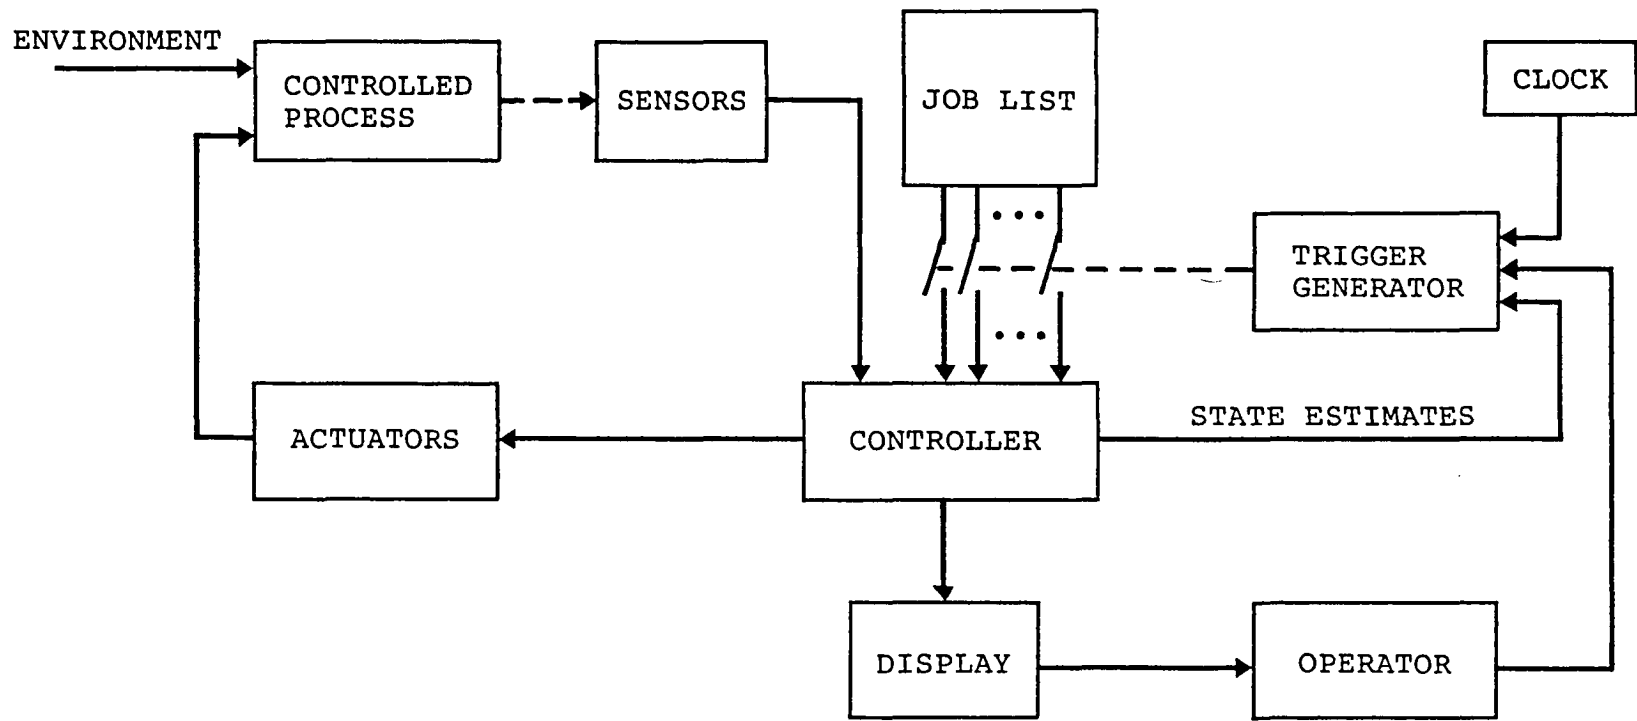 ENVIRONMENT
CONTROLLED
PROCESS
SENSORS
JOB LIST
CLOCK
TRIGGER
GENERATOR
ACTUATORS
CONTROLLER
STATE ESTIMATES
DISPLAY
OPERATOR